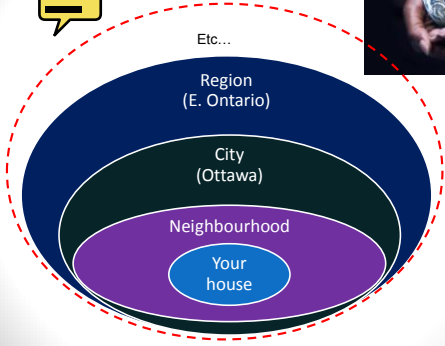 Etc…
Region
(E. Ontario)
City
(Ottawa)
Neighbourhood
Your
house